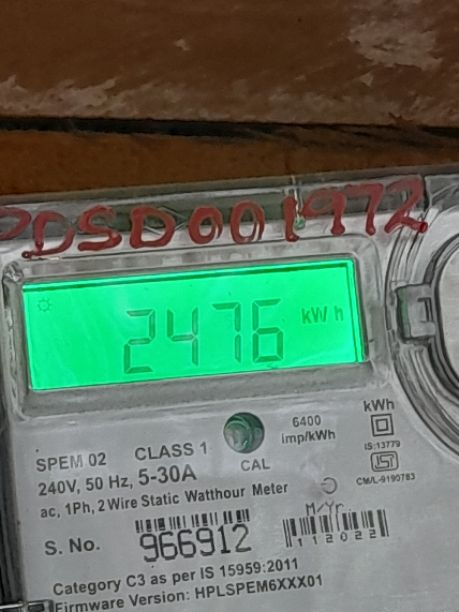 PDSD001972
2476 kWh
6400
imp/kWh
kWh
IS:13779
CM/L-9190783
SPEM 02 CLASS 1
CAL
240V, 50 Hz, 5-30A
ac, 1Ph, 2 Wire Static Watthour Meter
M/Yr.
S. No. 966912
112022
Category C3 as per IS 15959:2011
Firmware Version: HPLSPEM6XXX01